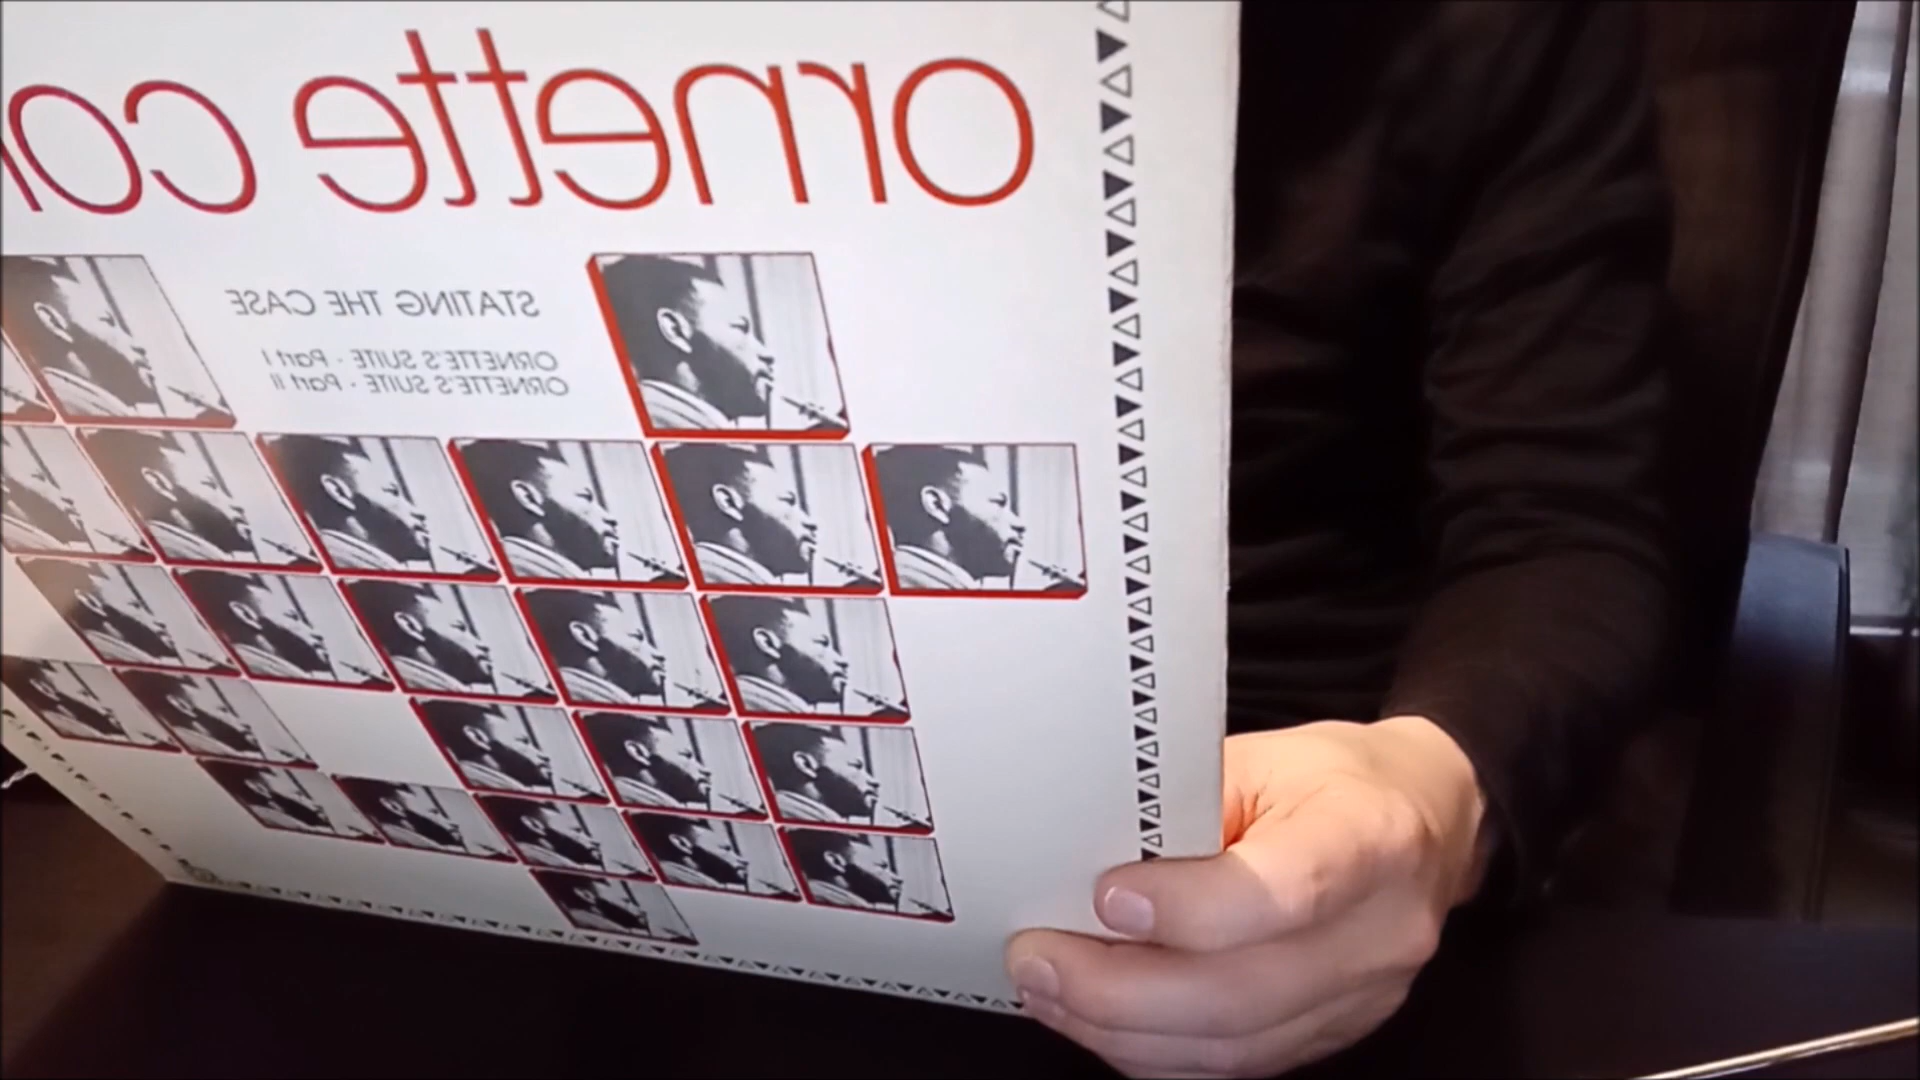 ornette co
STATING THE CASE
ORNETTE'S SUITE - Part I
ORNETTE'S SUITE - Part II